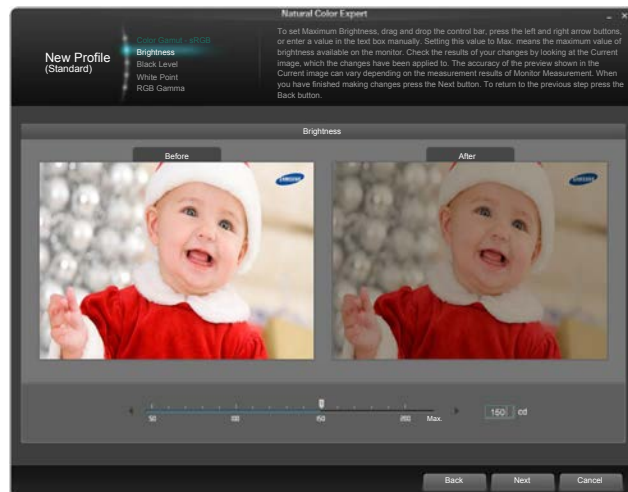 Natural Color Expert
New Profile
(Standard)
Color Gamut - sRGB
Brightness
Black Level
White Point
RGB Gamma
To set Maximum Brightness, drag and drop the control bar, press the left and right arrow buttons,
or enter a value in the text box manually. Setting this value to Max. means the maximum value of
brightness available on the monitor. Check the results of your changes by looking at the Current
image, which the changes have been applied to. The accuracy of the preview shown in the
Current image can vary depending on the measurement results of Monitor Measurement. When
you have finished making changes press the Next button. To return to the previous step press the
Back button.
Brightness
Before
After
SAMSUNG
SAMSUNG
50 100 150 200 Max.
150 cd
Back Next Cancel